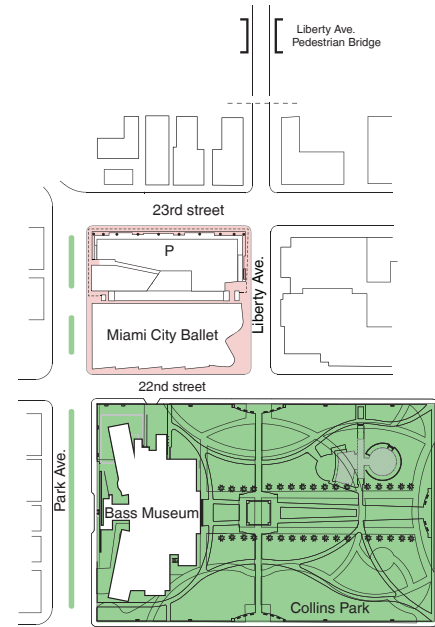 Liberty Ave.
Pedestrian Bridge
23rd street
P
Liberty Ave.
Miami City Ballet
22nd street
Park Ave.
Bass Museum
Collins Park